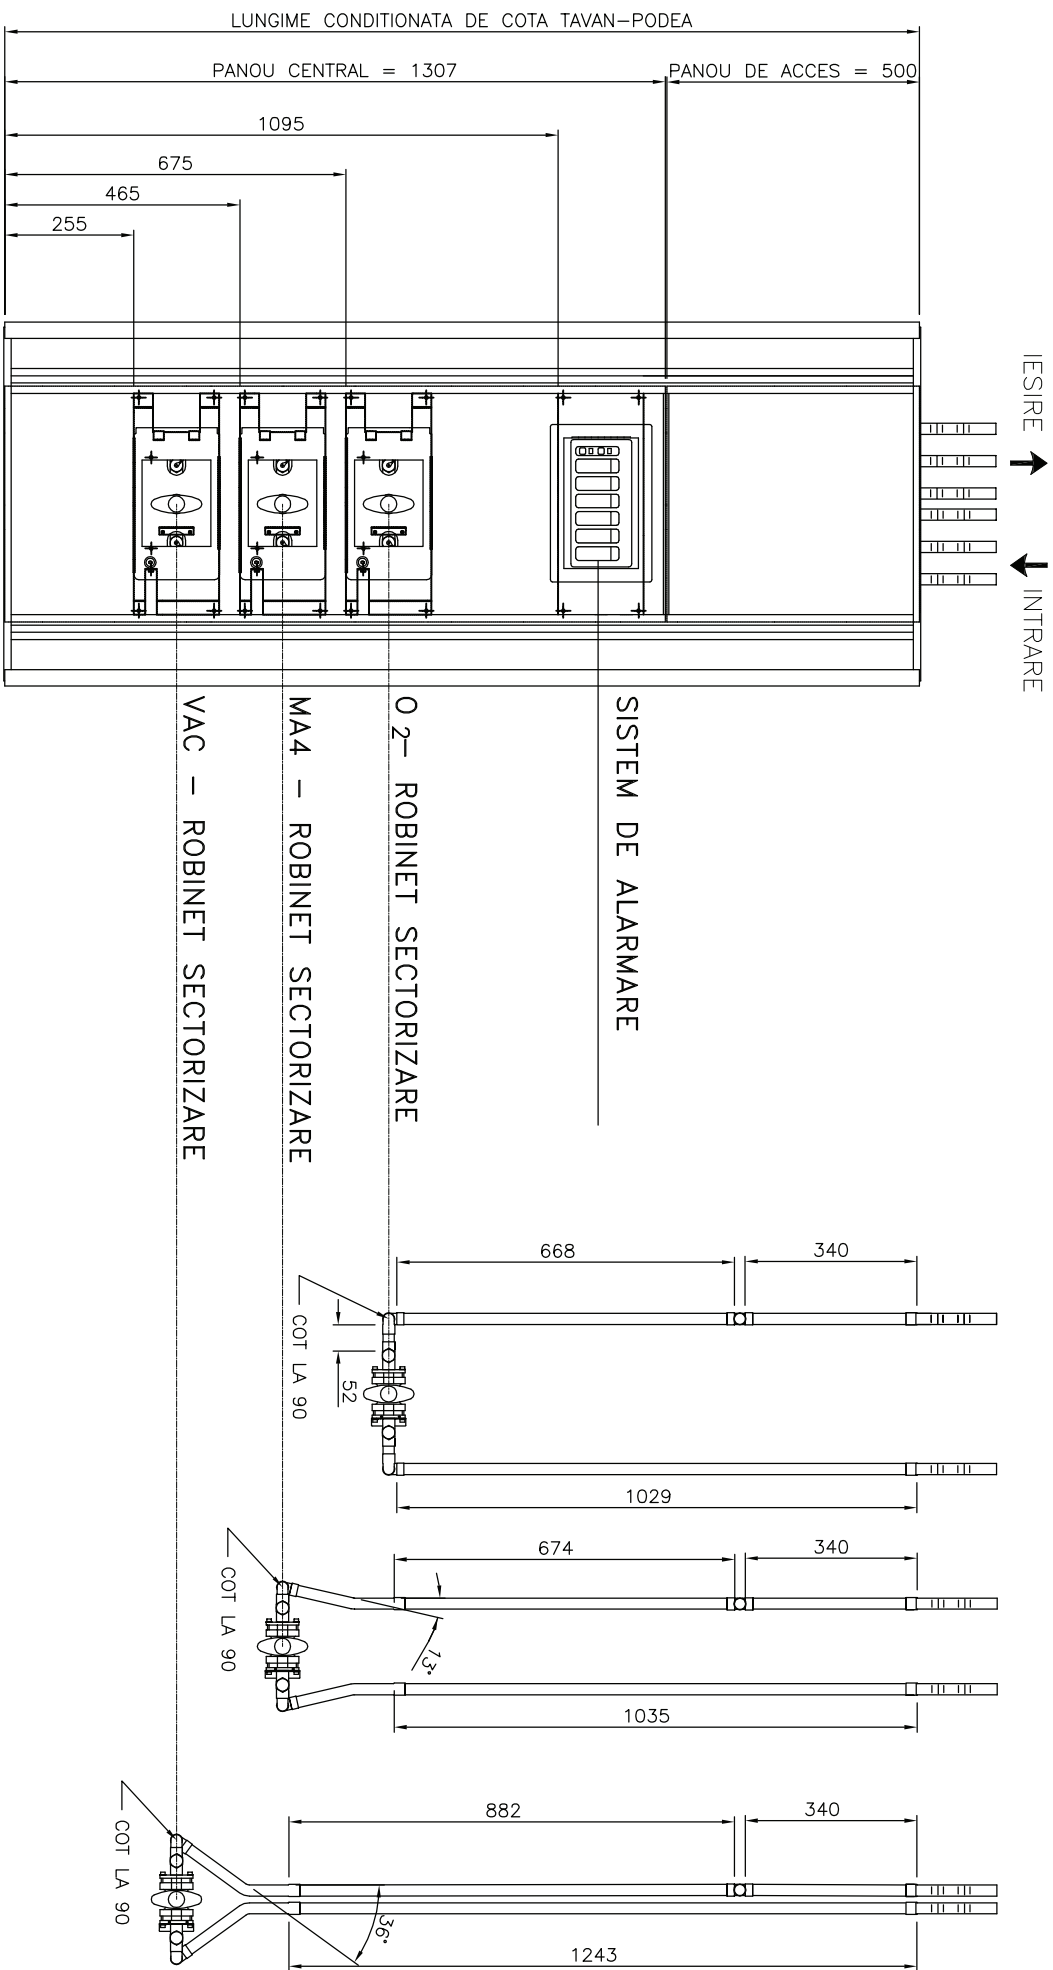 LUNGIME CONDITIONATA DE COTA TAVAN-PODEA
PANOU CENTRAL = 1307
PANOU DE ACCES = 500
1095
675
465
255
IESIRE
INTRARE
SISTEM DE ALARMARE
O 2- ROBINET SECTORIZARE
MA4 - ROBINET SECTORIZARE
VAC - ROBINET SECTORIZARE
668
340
COT LA 90
52
1029
674
340
COT LA 90
13°
1035
882
340
COT LA 90
36°
1243